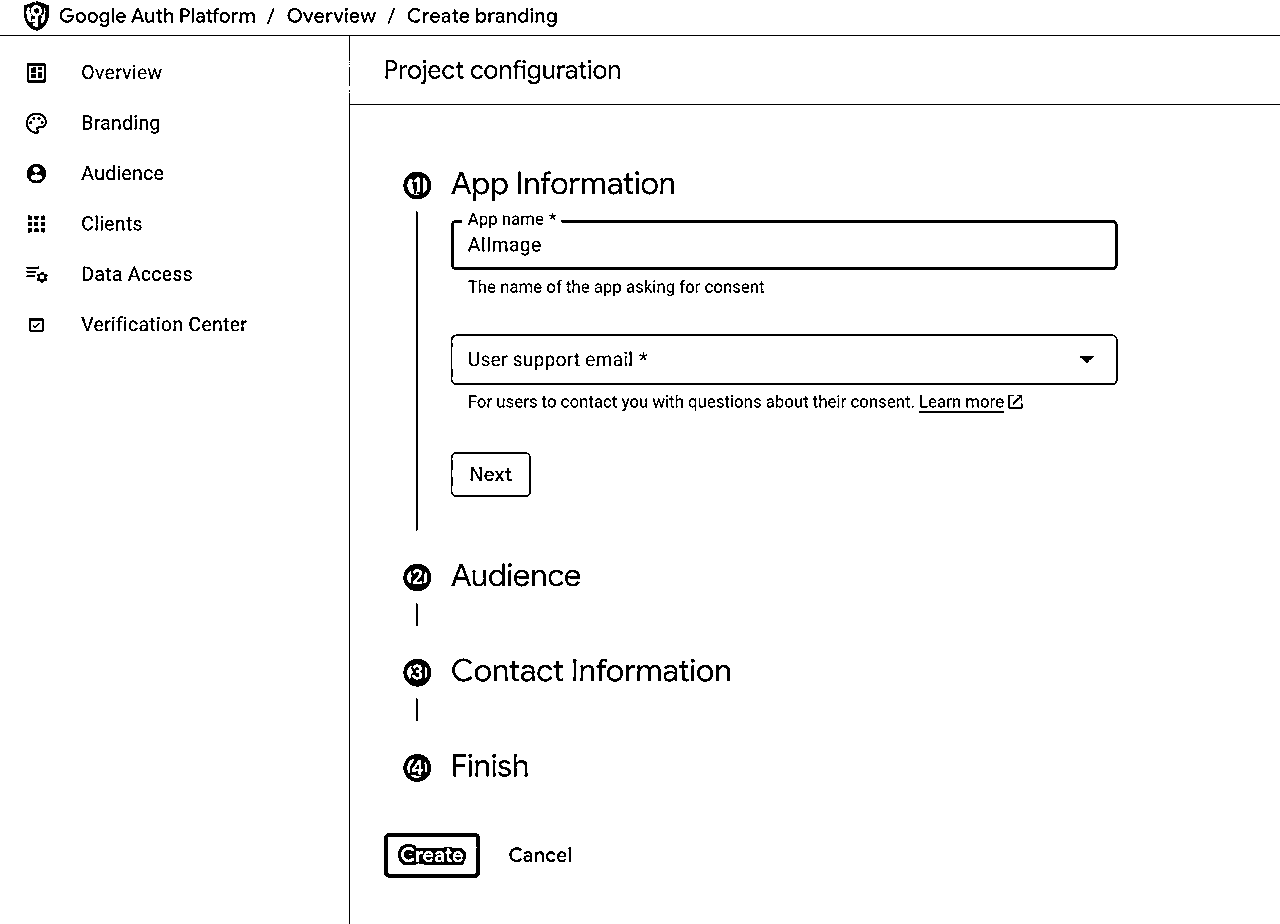 Google Auth Platform / Overview / Create branding
Overview
Branding
Audience
Clients
Data Access
Verification Center
Project configuration
1 App Information
App name *
AIImage
The name of the app asking for consent
User support email *
For users to contact you with questions about their consent. Learn more
Next
2 Audience
3 Contact Information
4 Finish
Create Cancel